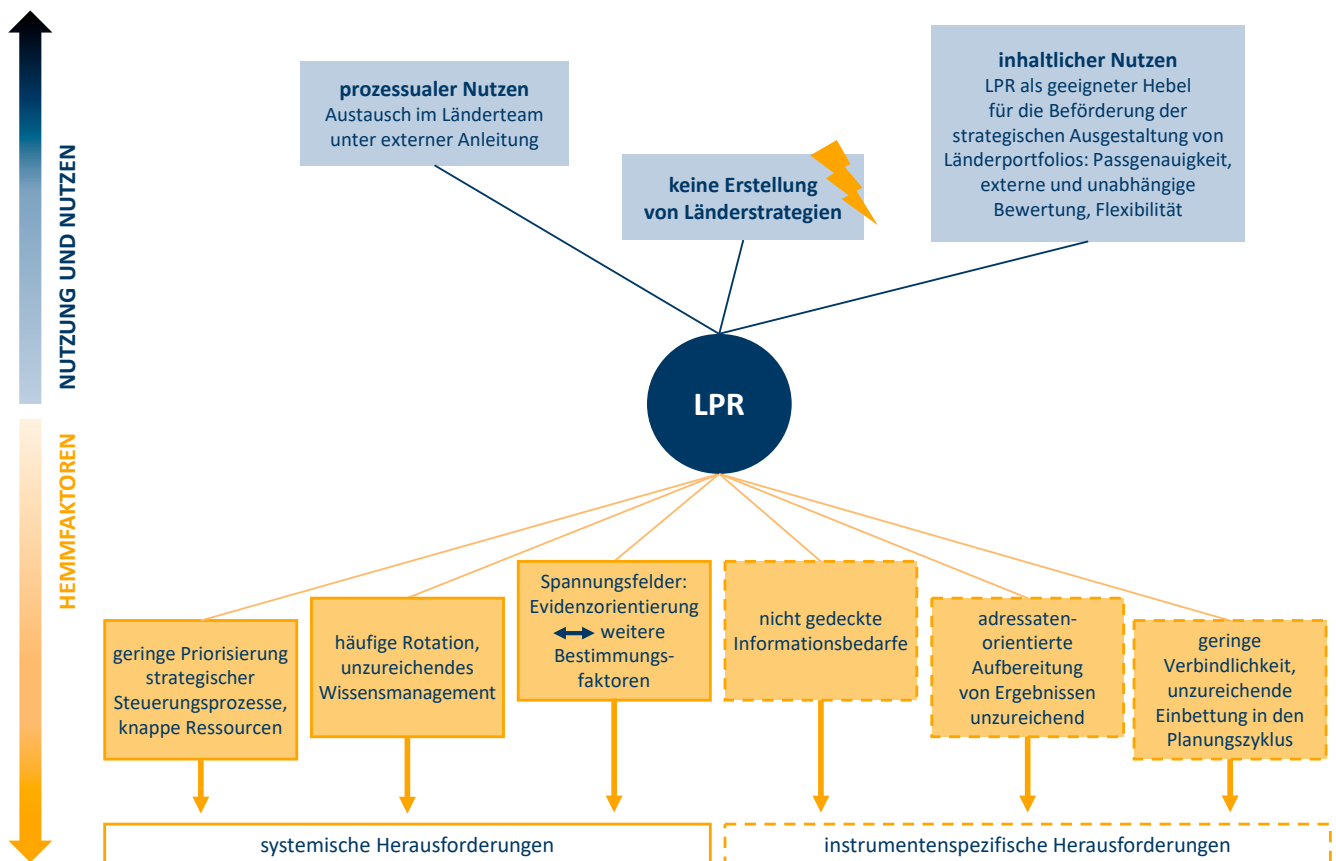 NUTZUNG UND NUTZEN
prozessualer Nutzen
Austausch im Länderteam
unter externer Anleitung
keine Erstellung
von Länderstrategien
inhaltlicher Nutzen
LPR als geeigneter Hebel
für die Beförderung der
strategischen Ausgestaltung von
Länderportfolios: Passgenauigkeit,
externe und unabhängige
Bewertung, Flexibilität
LPR
HEMMFAKTOREN
geringe Priorisierung
strategischer
Steuerungsprozesse,
knappe Ressourcen
häufige Rotation,
unzureichendes
Wissensmanagement
Spannungsfelder:
Evidenzorientierung
weitere
Bestimmungs-
faktoren
nicht gedeckte
Informationsbedarfe
adressaten-
orientierte
Aufbereitung
von Ergebnissen
unzureichend
geringe
Verbindlichkeit,
unzureichende
Einbettung in den
Planungszyklus
systemische Herausforderungen
instrumentenspezifische Herausforderungen